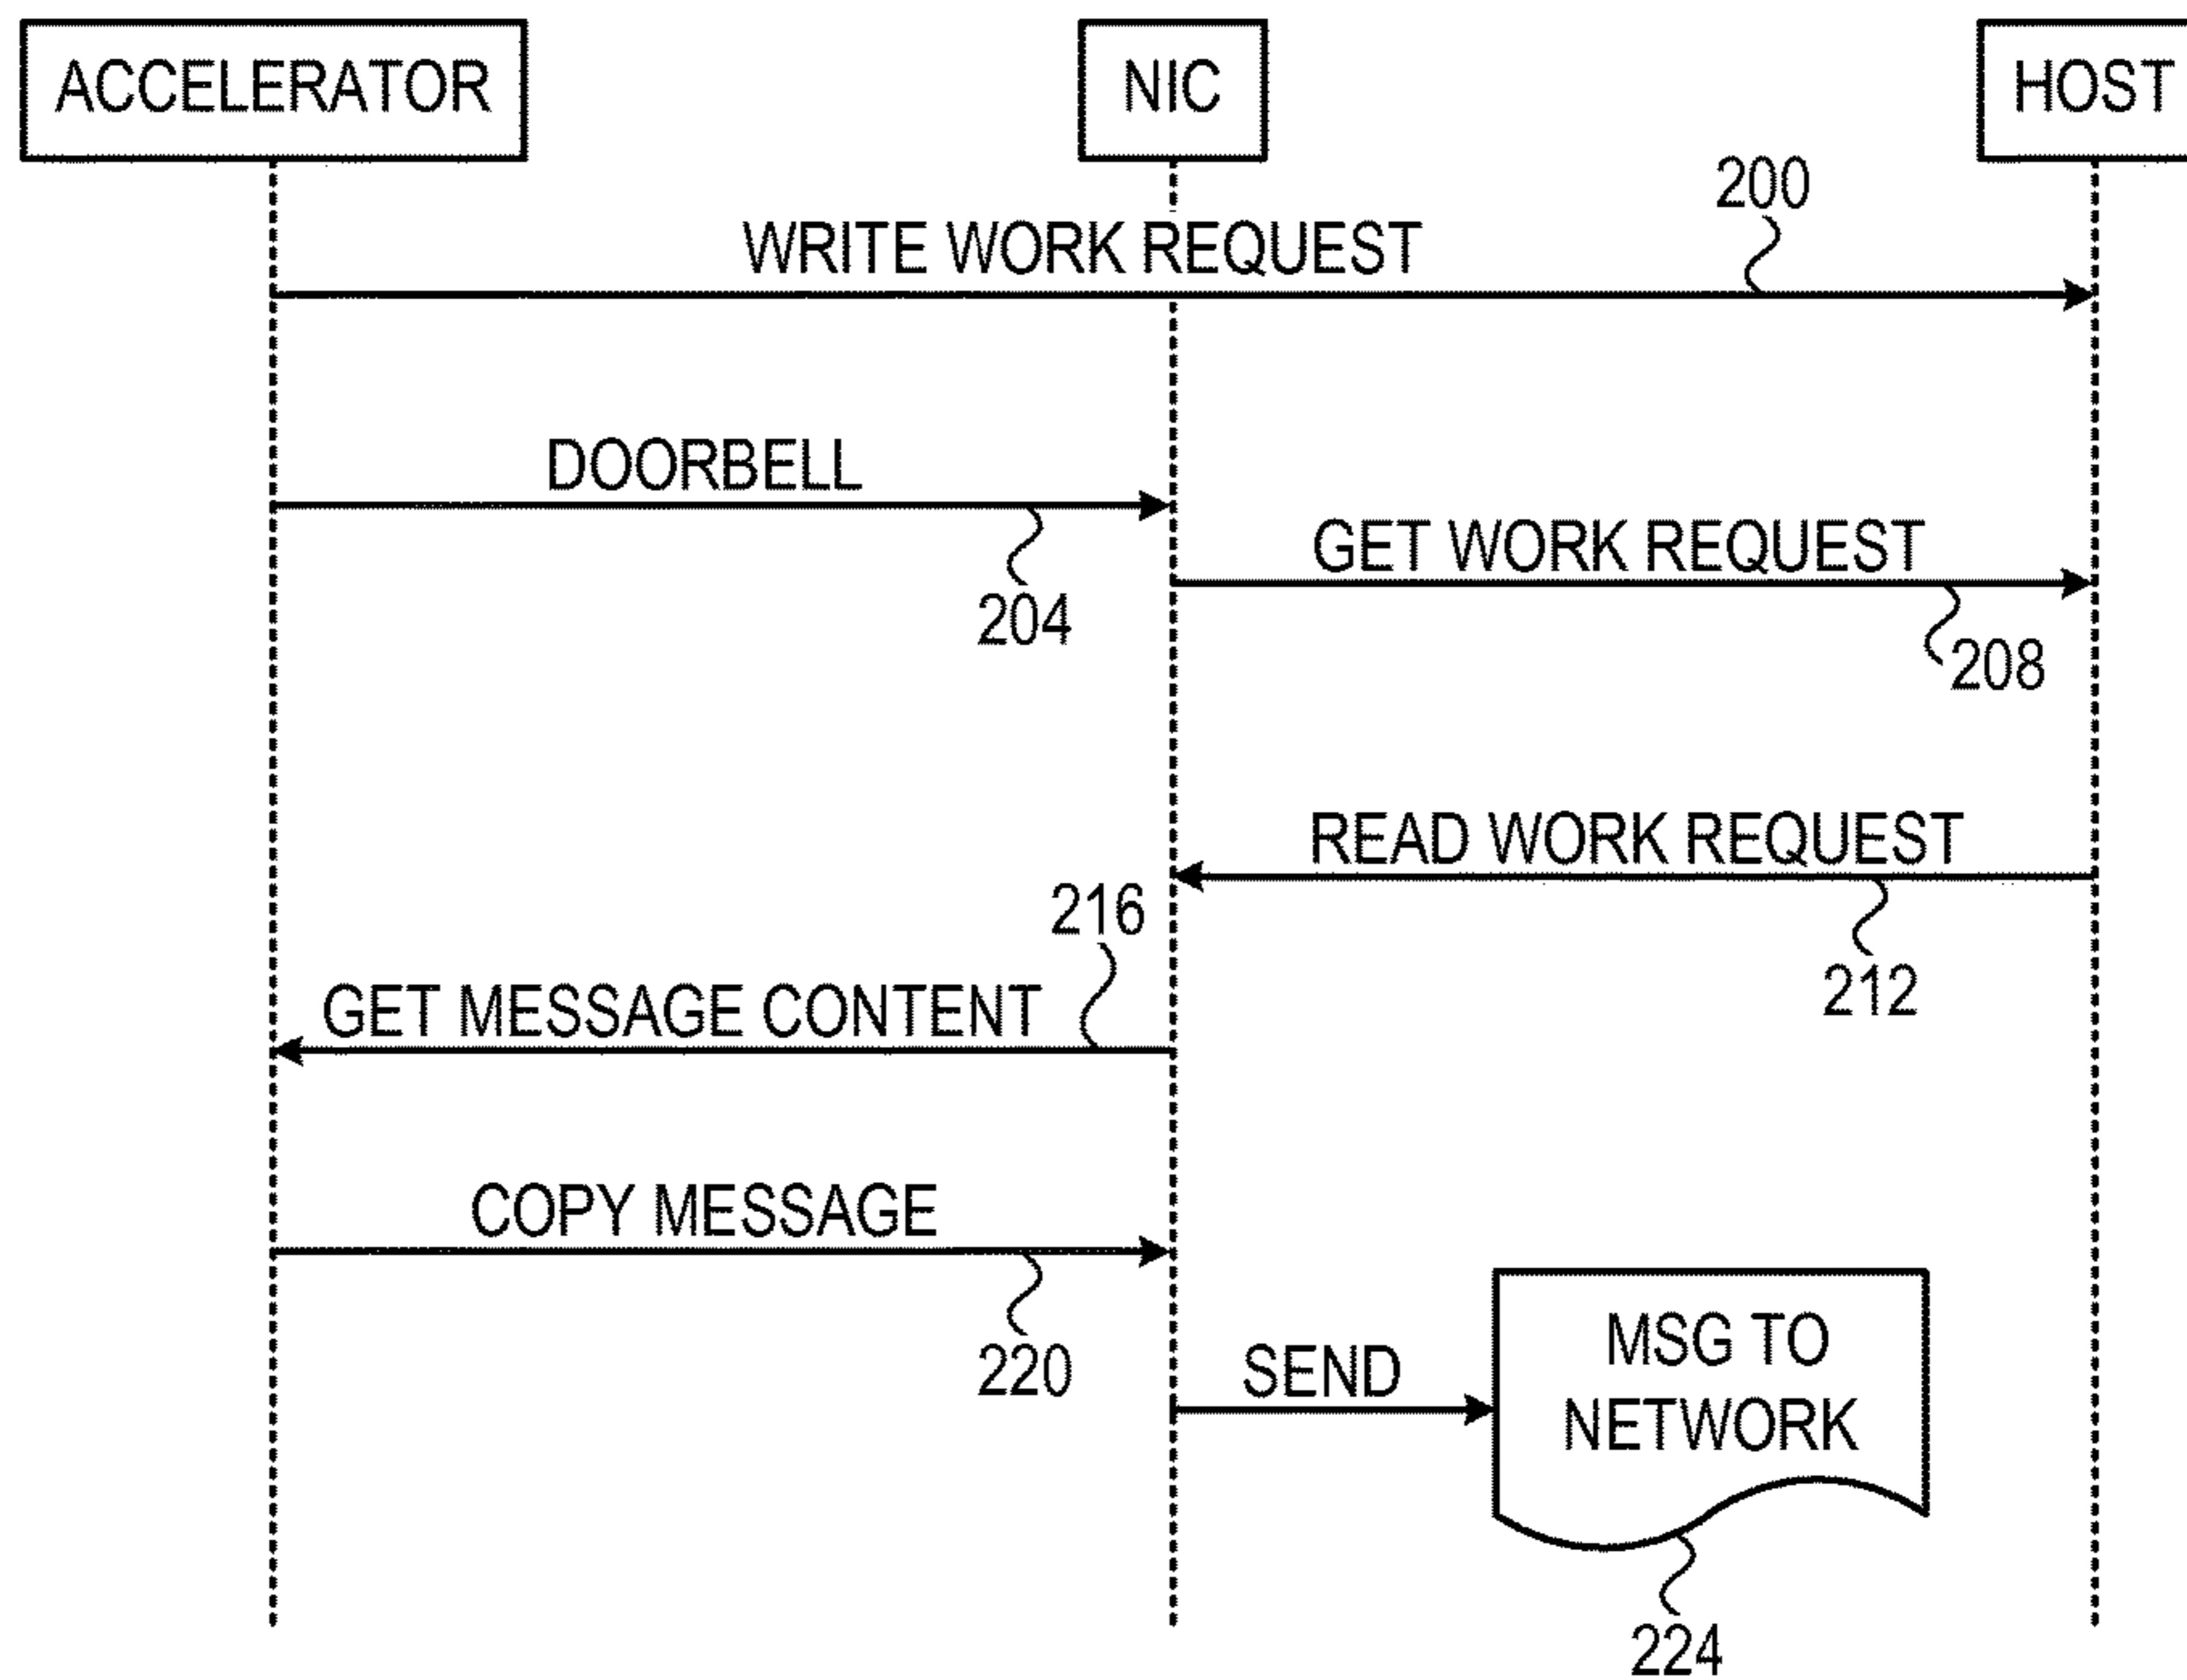 ACCELERATOR
NIC
HOST
200
WRITE WORK REQUEST
DOORBELL
204
GET WORK REQUEST
208
READ WORK REQUEST
212
216
GET MESSAGE CONTENT
COPY MESSAGE
220
SEND
MSG TO
NETWORK
224